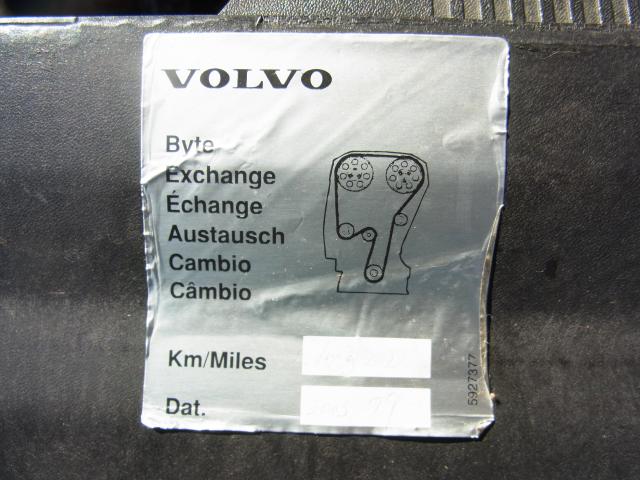 VOLVO
Byte
Exchange
Échange
Austausch
Cambio
Câmbio
Km/Miles
Dat.
5927377